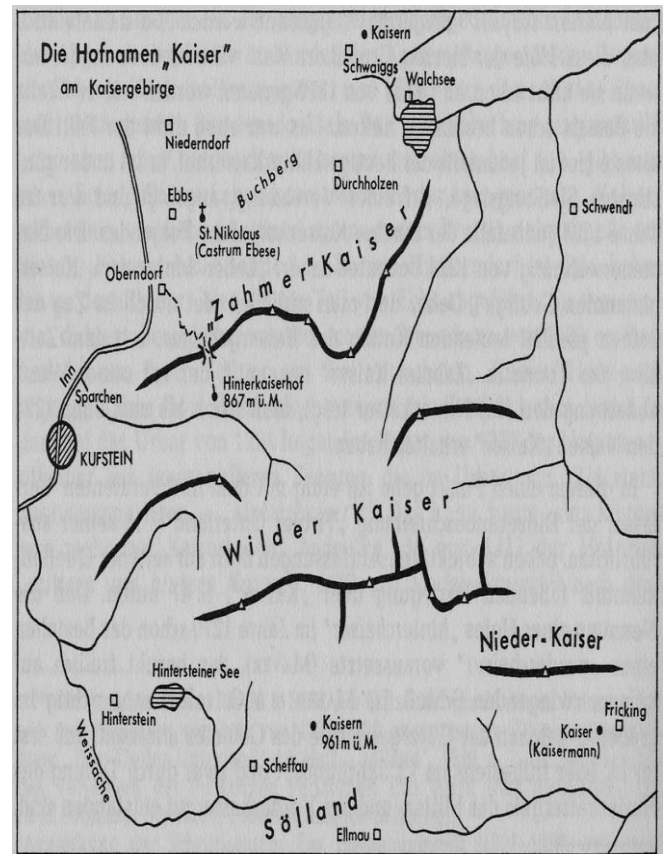 Die Hofnamen „Kaiser"
am Kaisergebirge
Kaisern
Schwaiggs
Walchsee
Niederndorf
Buchberg
Durchholzen
Ebbs
St. Nikolaus
(Castrum Ebese)
Schwendt
Oberndorf
„Zahmer" Kaiser
Inn
Sparchen
Hinterkaiserhof
867 m ü. M.
KUFSTEIN
Wilder Kaiser
Nieder-Kaiser
Hintersteiner See
Hinterstein
Weissache
Kaisern
961 m ü. M.
Fricking
Kaiser
(Kaisermann)
Scheffau
Sölland
Ellmau